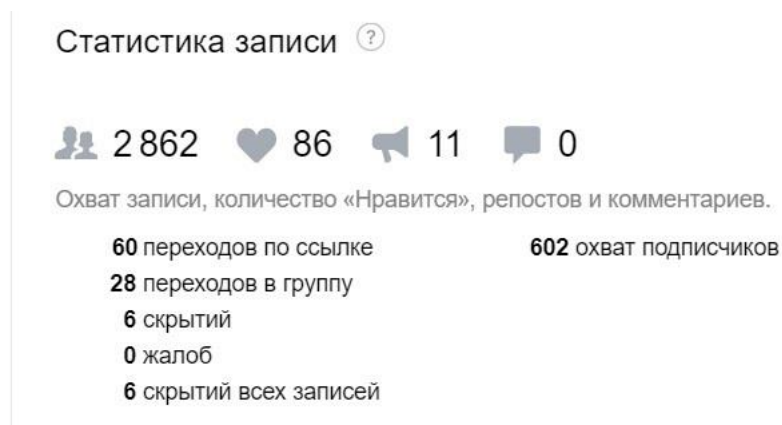 Статистика записи ?
2 862 86 11 0
Охват записи, количество «Нравится», репостов и комментариев.
60 переходов по ссылке 602 охват подписчиков
28 переходов в группу
6 скрытий
0 жалоб
6 скрытий всех записей